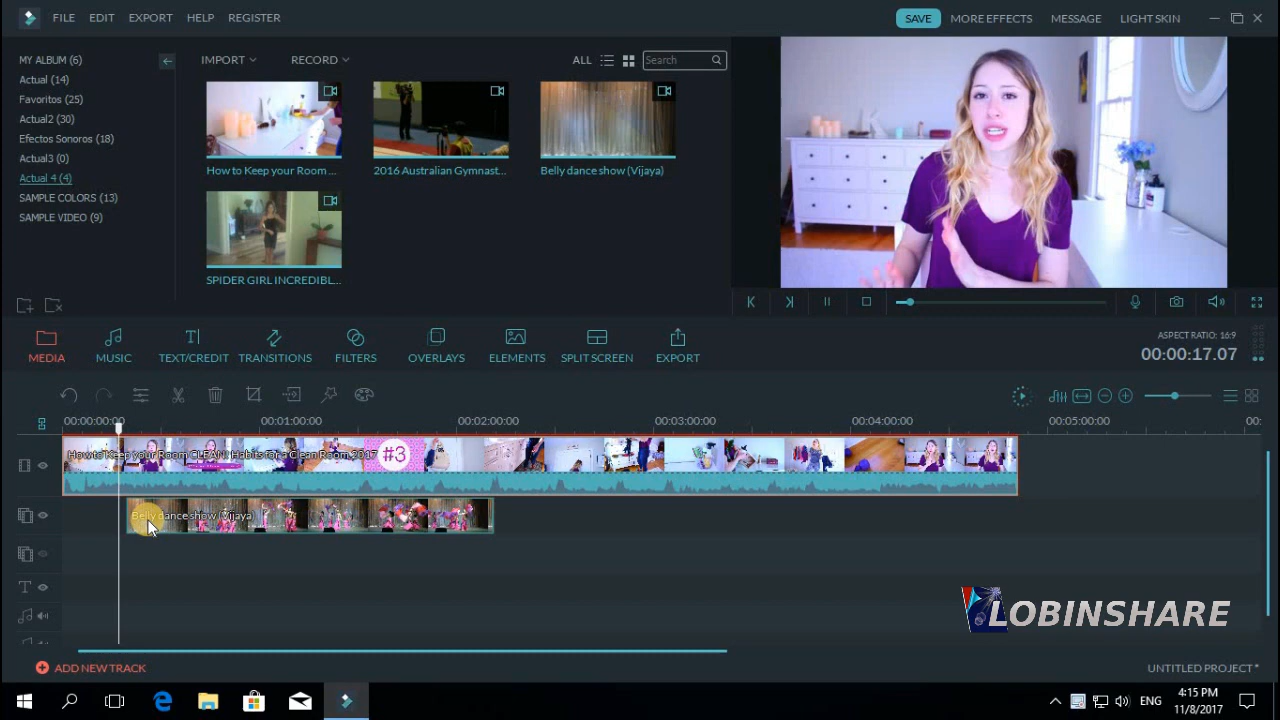 FILE EDIT EXPORT HELP REGISTER
SAVE MORE EFFECTS MESSAGE LIGHT SKIN
MY ALBUM (6)
Actual (14)
Favoritos (25)
Actual2 (30)
Efectos Sonoros (18)
Actual3 (0)
Actual 4 (4)
SAMPLE COLORS (13)
SAMPLE VIDEO (9)
IMPORT RECORD ALL Search
How to Keep your Room ...
2016 Australian Gymnast...
Belly dance show (Vijaya)
SPIDER GIRL INCREDIBL...
MEDIA MUSIC TEXT/CREDIT TRANSITIONS FILTERS OVERLAYS ELEMENTS SPLIT SCREEN EXPORT
ASPECT RATIO: 16:9
00:00:17.07
00:00:00:00 00:01:00:00 00:02:00:00 00:03:00:00 00:04:00:00 00:05:00:00 00:
How to Keep your Room CLEAN! Habits for a Clean Room 2017
#3
Belly dance show (Vijaya)
T
LOBINSHARE
ADD NEW TRACK
UNTITLED PROJECT *
ENG
4:15 PM
11/8/2017